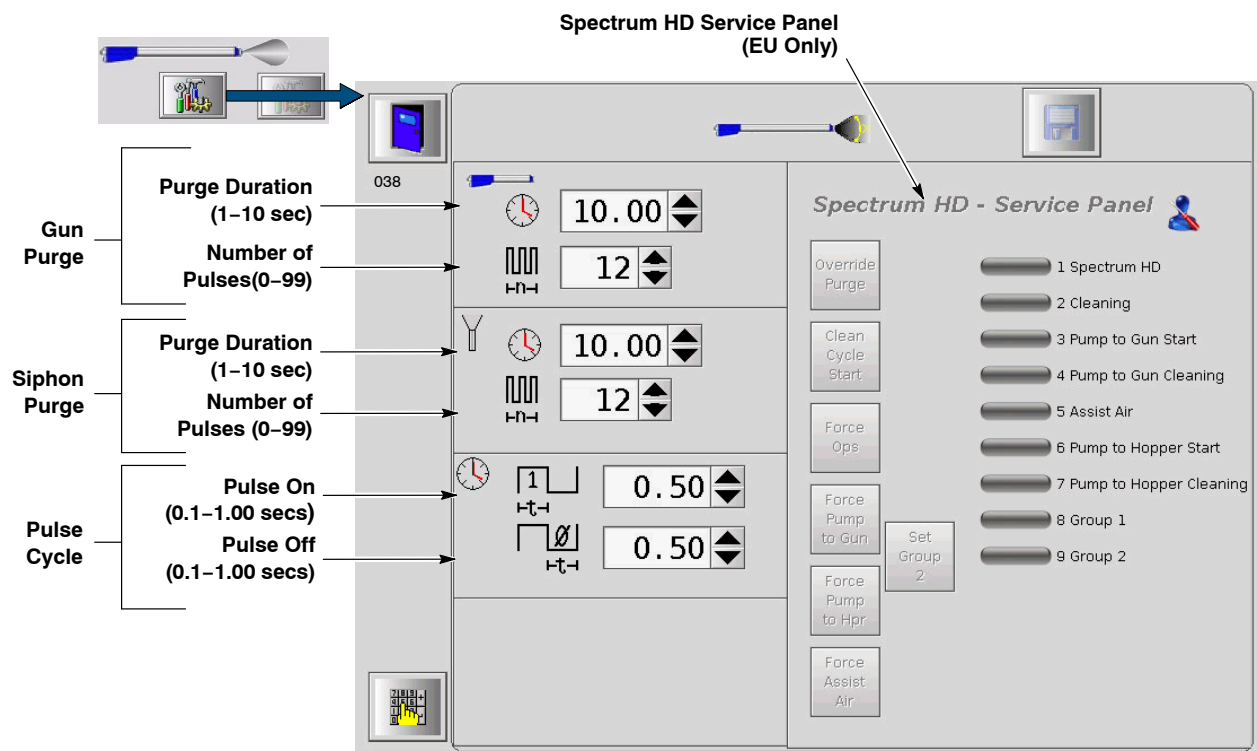 Spectrum HD Service Panel
(EU Only)
038
Gun
Purge
Purge Duration
(1–10 sec)
10.00
Number of
Pulses(0–99)
12
⊢n⊣
Siphon
Purge
Purge Duration
(1–10 sec)
10.00
Number of
Pulses (0–99)
12
⊢n⊣
Pulse
Cycle
Pulse On
(0.1–1.00 secs)
1
⊢t⊣
0.50
Pulse Off
(0.1–1.00 secs)
Ø
⊢t⊣
0.50
Spectrum HD - Service Panel
Override
Purge
Clean
Cycle
Start
Force
Ops
Force
Pump
to Gun
Set
Group
2
Force
Pump
to Hpr
Force
Assist
Air
1 Spectrum HD
2 Cleaning
3 Pump to Gun Start
4 Pump to Gun Cleaning
5 Assist Air
6 Pump to Hopper Start
7 Pump to Hopper Cleaning
8 Group 1
9 Group 2